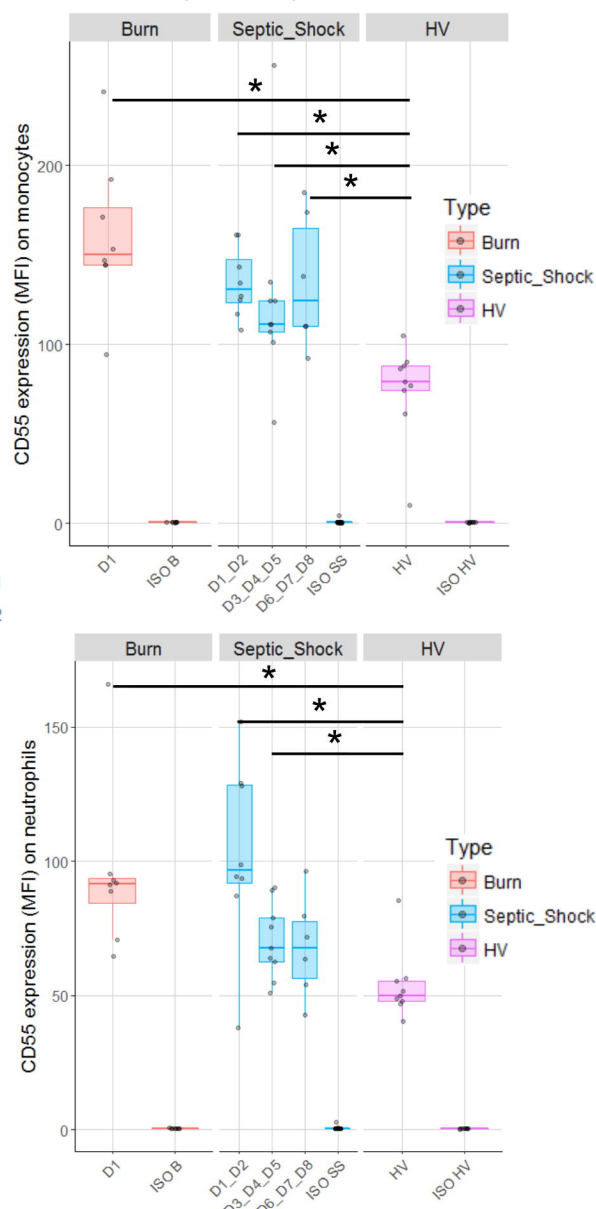 Burn Septic_Shock HV
CD55 expression (MFI) on monocytes
* 
*
*
*
200
100
0
Type
Burn
Septic_Shock
HV
D1 ISO B D1_D2 D3_D4_D5 D6_D7_D8 ISO SS HV ISO HV
Burn Septic_Shock HV
CD55 expression (MFI) on neutrophils
*
*
*
150
100
50
0
Type
Burn
Septic_Shock
HV
D1 ISO B D1_D2 D3_D4_D5 D6_D7_D8 ISO SS HV ISO HV